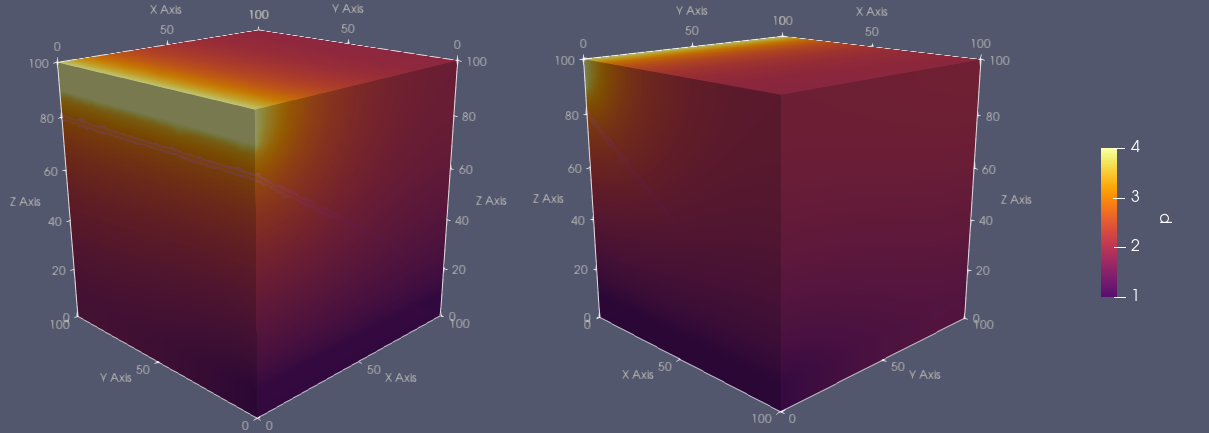 X Axis 100 Y Axis
0 50 50 0
100 100
80 80
60 60
Z Axis Z Axis
40 40
20 20
0 0
100 100
50 50
Y Axis X Axis
0 0
Y Axis 100 X Axis
0 50 50 100
100 100
80 80
60 60
Z Axis Z Axis
40 40
20 20
0 0
0 100
50 50
X Axis Y Axis
100 0
4
3
p
2
1